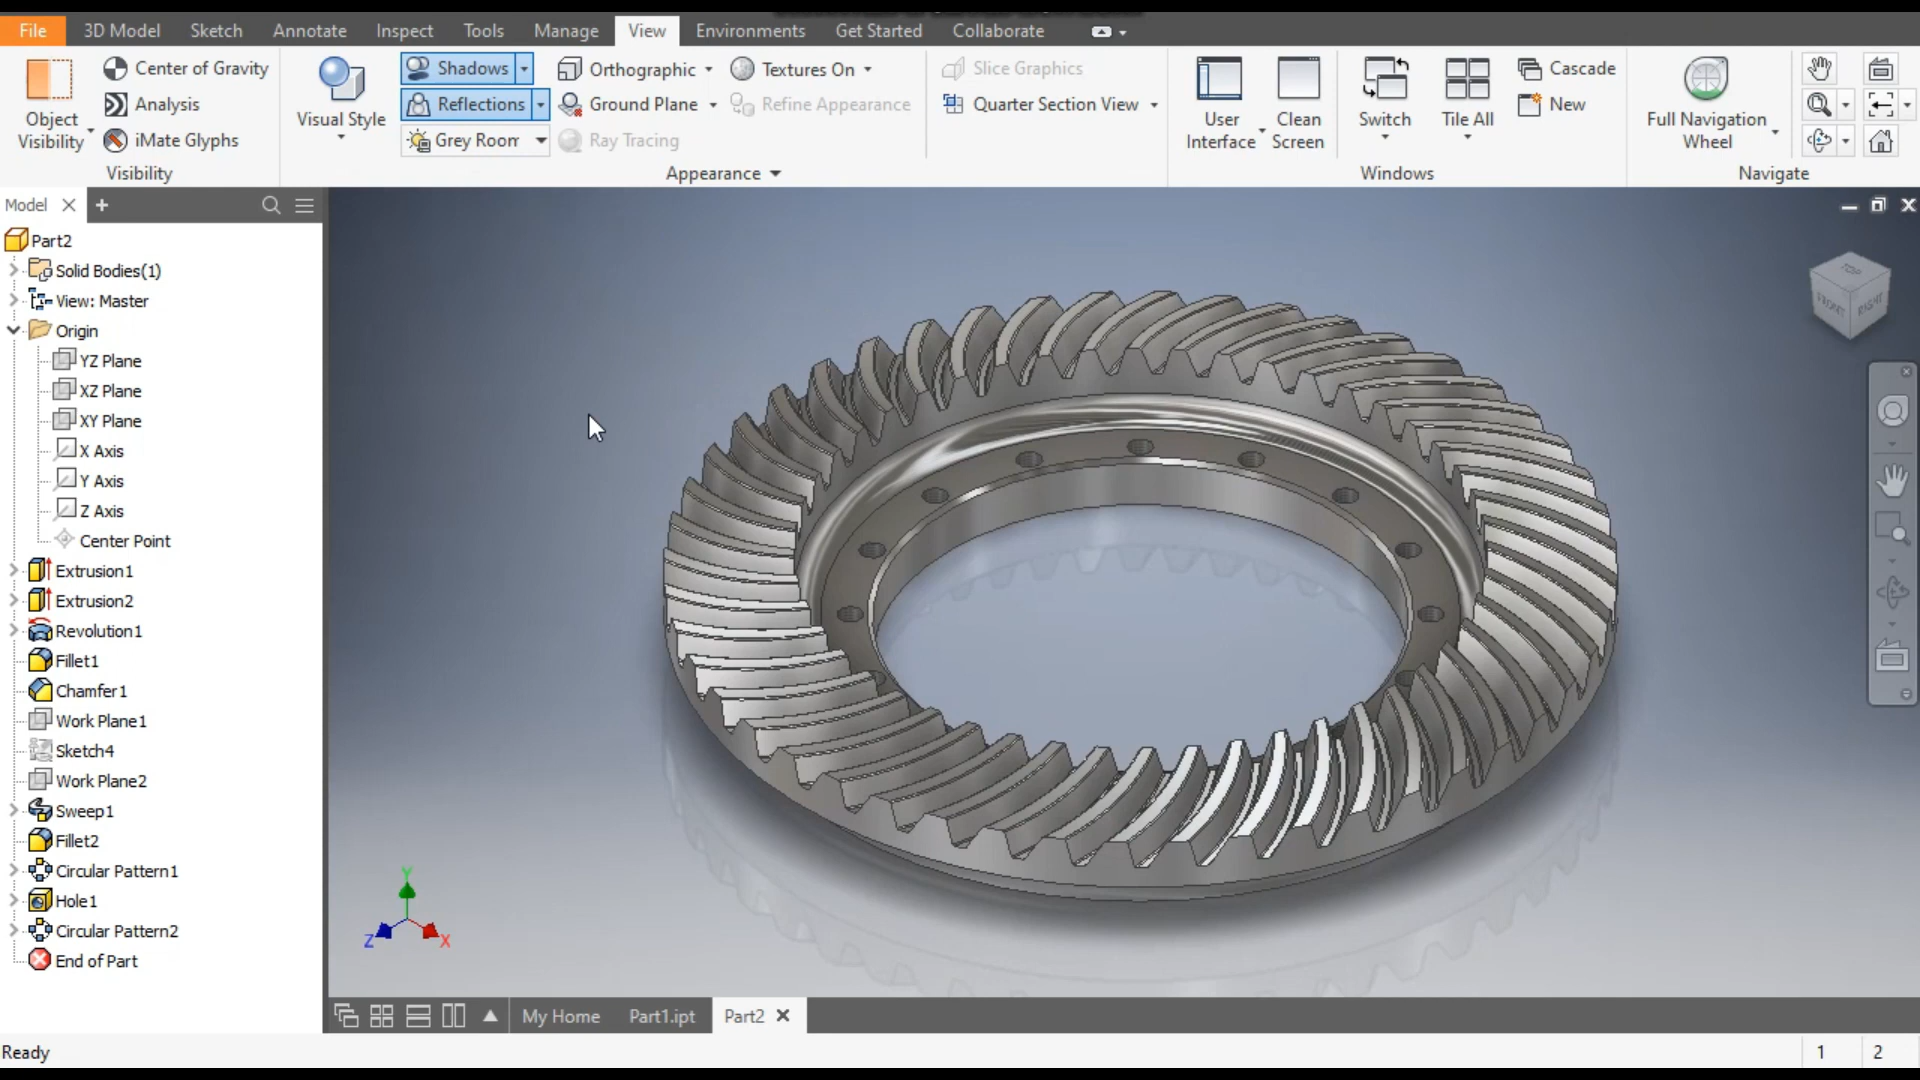 File 3D Model Sketch Annotate Inspect Tools Manage View Environments Get Started Collaborate
Object Visibility
Center of Gravity
Analysis
iMate Glyphs
Visibility
Visual Style
Shadows
Reflections
Grey Room
Orthographic
Ground Plane
Ray Tracing
Textures On
Refine Appearance
Appearance
Slice Graphics
Quarter Section View
User Interface
Clean Screen
Switch
Tile All
Cascade
New
Windows
Full Navigation Wheel
Navigate
Model
Part2
Solid Bodies(1)
View: Master
Origin
YZ Plane
XZ Plane
XY Plane
X Axis
Y Axis
Z Axis
Center Point
Extrusion1
Extrusion2
Revolution1
Fillet1
Chamfer1
Work Plane1
Sketch4
Work Plane2
Sweep1
Fillet2
Circular Pattern1
Hole1
Circular Pattern2
End of Part
TOP
FRONT RIGHT
Y
Z X
My Home Part1.ipt Part2
Ready 1 2